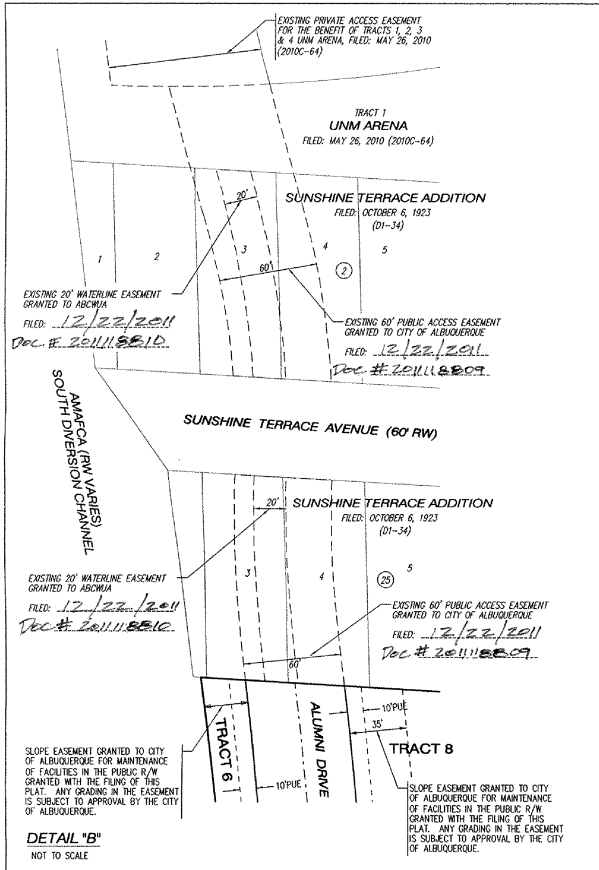 EXISTING PRIVATE ACCESS EASEMENT
FOR THE BENEFIT OF TRACTS 1, 2, 3
& 4 UNM ARENA, FILED: MAY 26, 2010
(2010C-64)
TRACT 1
UNM ARENA
FILED: MAY 26, 2010 (2010C-64)
20'
SUNSHINE TERRACE ADDITION
FILED: OCTOBER 6, 1923
(D1-34)
1
2
3
4
5
2
60'
EXISTING 20' WATERLINE EASEMENT
GRANTED TO ABCWUA
FILED: 12/22/2011
Doc # 2011118810
EXISTING 60' PUBLIC ACCESS EASEMENT
GRANTED TO CITY OF ALBUQUERQUE
FILED: 12/22/2011
Doc # 2011118809
AMAFCA (RW VARIES)
SOUTH DIVERSION CHANNEL
SUNSHINE TERRACE AVENUE (60' RW)
20'
SUNSHINE TERRACE ADDITION
FILED: OCTOBER 6, 1923
(D1-34)
3
4
5
25
EXISTING 20' WATERLINE EASEMENT
GRANTED TO ABCWUA
FILED: 12/22/2011
Doc # 2011118810
EXISTING 60' PUBLIC ACCESS EASEMENT
GRANTED TO CITY OF ALBUQUERQUE
FILED: 12/22/2011
Doc # 2011118809
60'
TRACT 6
10'PUE
ALUMNI DRIVE
10'PUE
35'
TRACT 8
SLOPE EASEMENT GRANTED TO CITY
OF ALBUQUERQUE FOR MAINTENANCE
OF FACILITIES IN THE PUBLIC R/W
GRANTED WITH THE FILING OF THIS
PLAT. ANY GRADING IN THE EASEMENT
IS SUBJECT TO APPROVAL BY THE CITY
OF ALBUQUERQUE.
SLOPE EASEMENT GRANTED TO CITY
OF ALBUQUERQUE FOR MAINTENANCE
OF FACILITIES IN THE PUBLIC R/W
GRANTED WITH THE FILING OF THIS
PLAT. ANY GRADING IN THE EASEMENT
IS SUBJECT TO APPROVAL BY THE CITY
OF ALBUQUERQUE.
DETAIL "B"
NOT TO SCALE